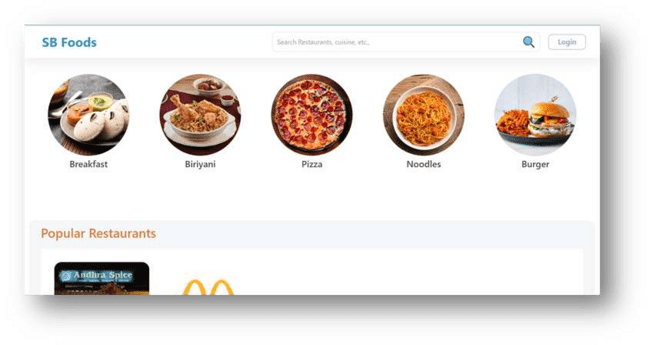 SB Foods
Search Restaurants, cuisine, etc.,
Login
Breakfast
Biriyani
Pizza
Noodles
Burger
Popular Restaurants
Andhra Spice